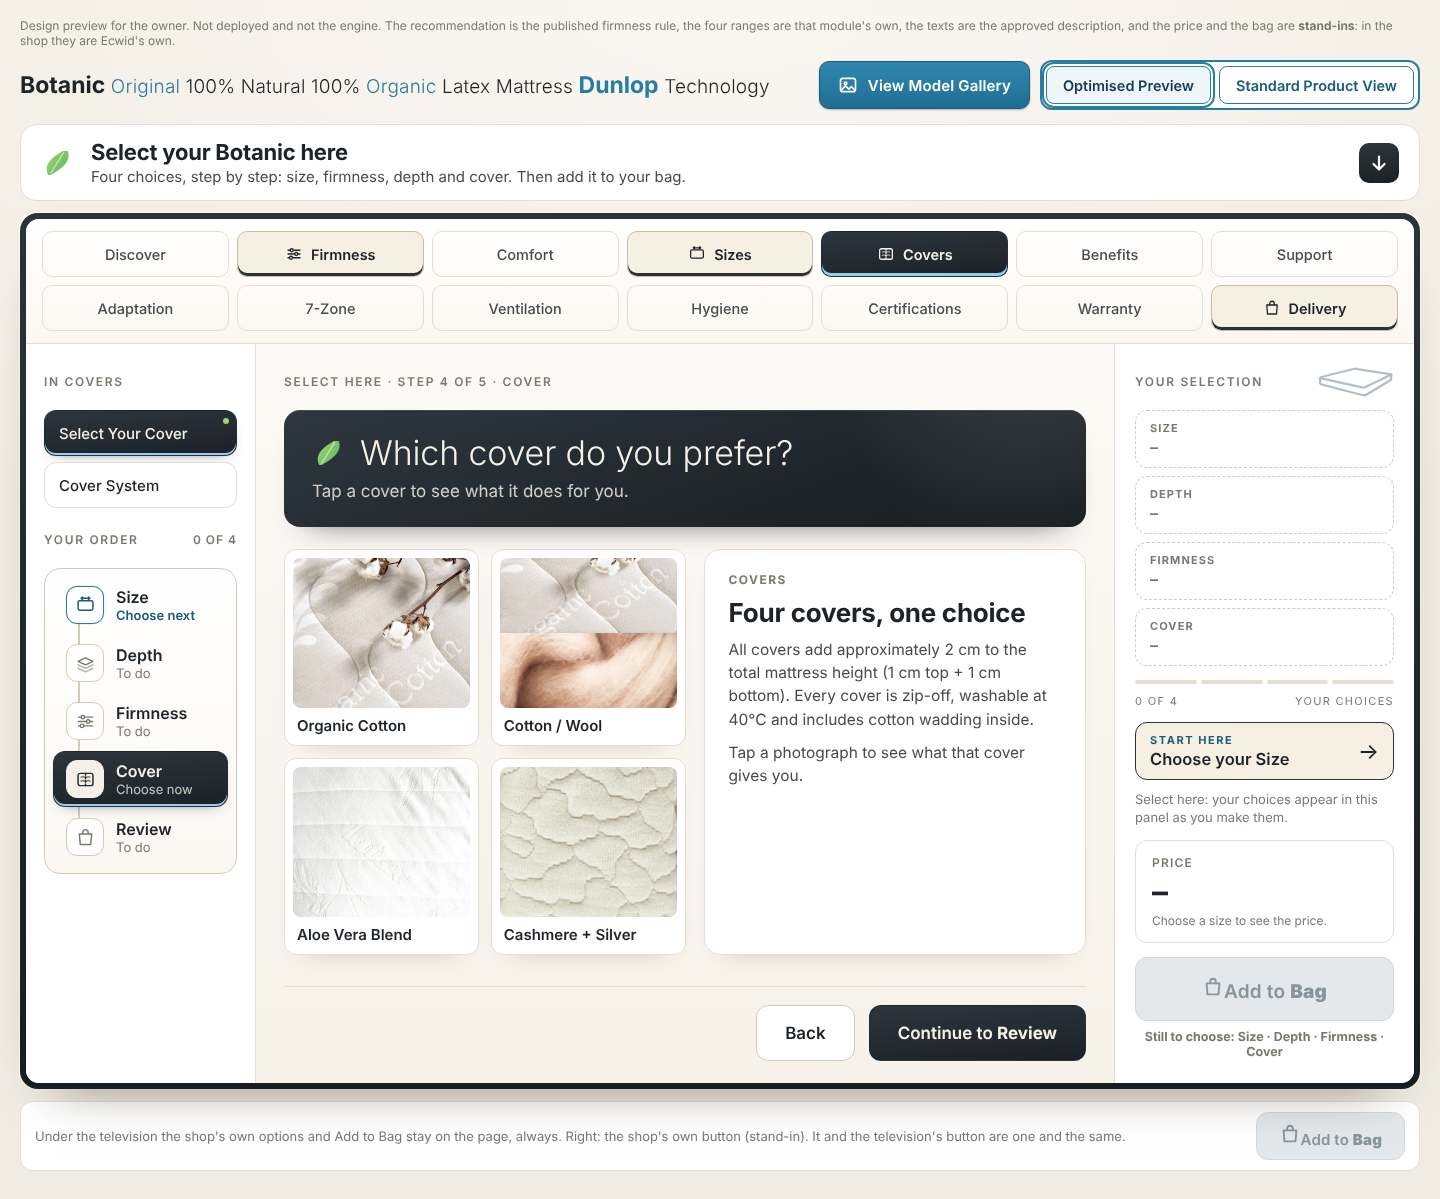 Design preview for the owner. Not deployed and not the engine. The recommendation is the published firmness rule, the four ranges are that module's own, the texts are the approved description, and the price and the bag are stand-ins: in the
shop they are Ecwid's own.
Botanic Original 100% Natural 100% Organic Latex Mattress Dunlop Technology
View Model Gallery
Optimised Preview
Standard Product View
Select your Botanic here
Four choices, step by step: size, firmness, depth and cover. Then add it to your bag.
Discover
Firmness
Comfort
Sizes
Covers
Benefits
Support
Adaptation
7-Zone
Ventilation
Hygiene
Certifications
Warranty
Delivery
IN COVERS
Select Your Cover
Cover System
YOUR ORDER
0 OF 4
Size
Choose next
Depth
To do
Firmness
To do
Cover
Choose now
Review
To do
SELECT HERE · STEP 4 OF 5 · COVER
Which cover do you prefer?
Tap a cover to see what it does for you.
Organic
Cotton
Organic Cotton
Organic Cotton
Cotton / Wool
Aloe Vera Blend
Cashmere + Silver
COVERS
Four covers, one choice
All covers add approximately 2 cm to the
total mattress height (1 cm top + 1 cm
bottom). Every cover is zip-off, washable at
40°C and includes cotton wadding inside.
Tap a photograph to see what that cover
gives you.
Back
Continue to Review
YOUR SELECTION
SIZE
–
DEPTH
–
FIRMNESS
–
COVER
–
0 OF 4
YOUR CHOICES
START HERE
Choose your Size
Select here: your choices appear in this
panel as you make them.
PRICE
–
Choose a size to see the price.
Add to Bag
Still to choose: Size · Depth · Firmness ·
Cover
Under the television the shop's own options and Add to Bag stay on the page, always. Right: the shop's own button (stand-in). It and the television's button are one and the same.
Add to Bag